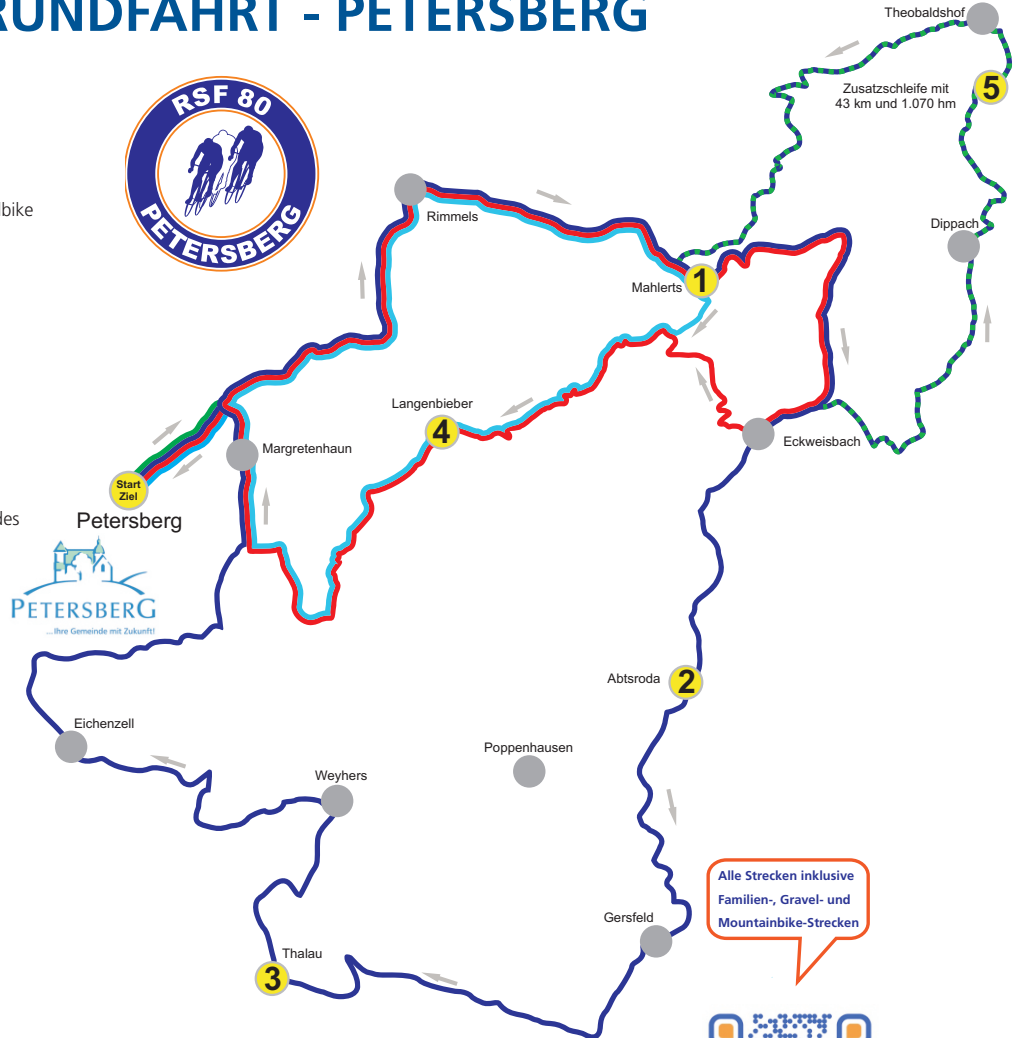 RUNDFAHRT - PETERSBERG
Theobaldshof
Zusatzschleife mit
43 km und 1.070 hm
5
RSF 80
PETERSBERG
Rimmels
Dippach
Mahlerts
1
Langenbieber
4
Eckweisbach
Margretenhaun
Start
Ziel
Petersberg
PETERSBERG
...Ihre Gemeinde mit Zukunft!
Abtsroda
2
Eichenzell
Poppenhausen
Weyhers
Alle Strecken inklusive
Familien-, Gravel- und
Mountainbike-Strecken
Gersfeld
Thalau
3